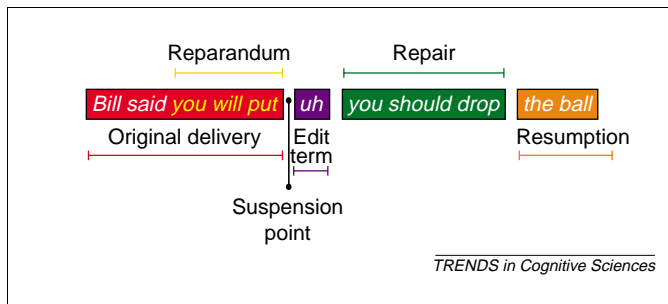 Reparandum Repair
Bill said you will put uh you should drop the ball
Original delivery Edit term Resumption
Suspension point
TRENDS in Cognitive Sciences